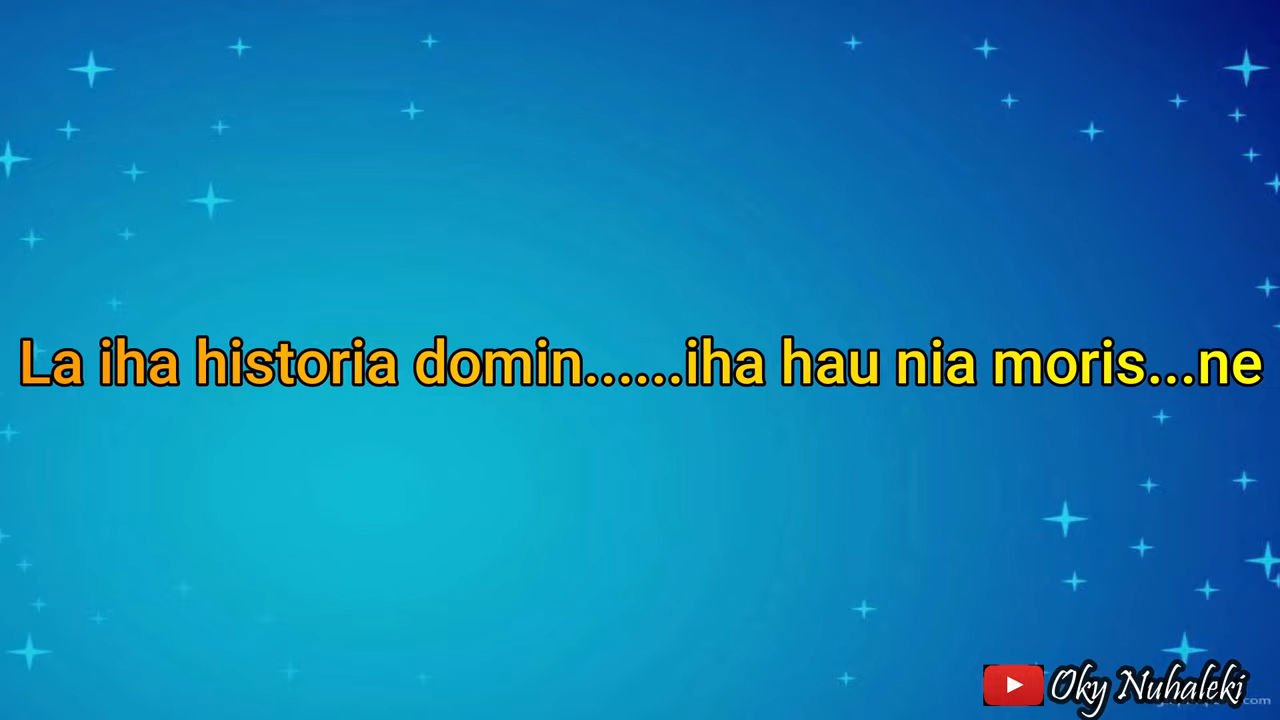 La iha historia domin......iha hau nia moris...ne
Oky Nuhaleki